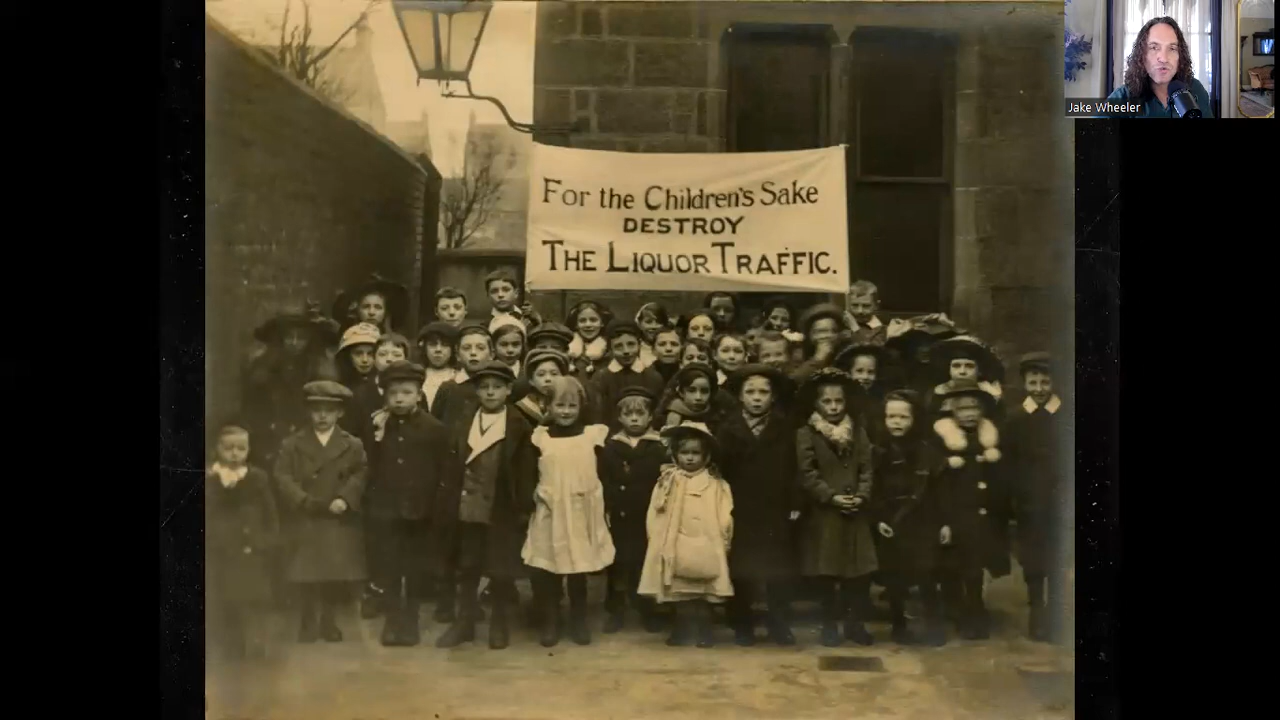 For the Children's Sake
DESTROY
THE LIQUOR TRAFFIC.
Jake Wheeler